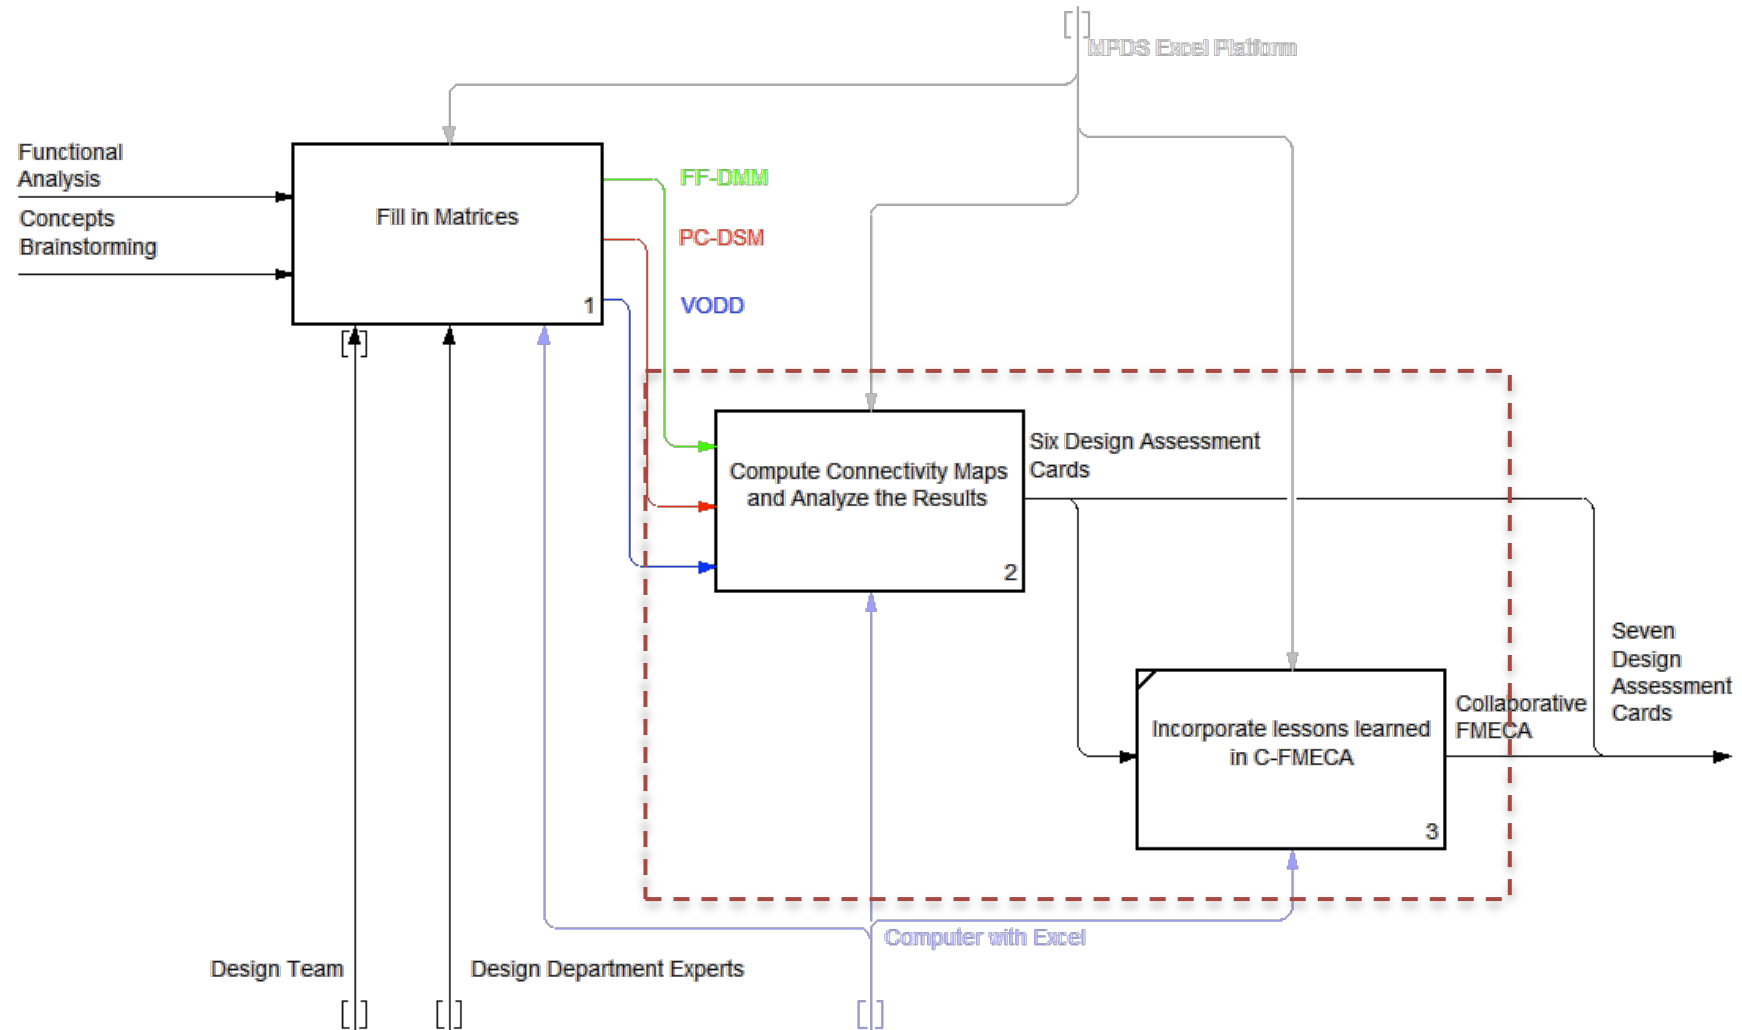 MPDS Excel Platform
Functional
Analysis
Concepts
Brainstorming
Fill in Matrices
1
FF-DMM
PC-DSM
VODD
Compute Connectivity Maps
and Analyze the Results
2
Six Design Assessment
Cards
Incorporate lessons learned
in C-FMECA
3
Collaborative
FMECA
Seven
Design
Assessment
Cards
Computer with Excel
Design Team
Design Department Experts